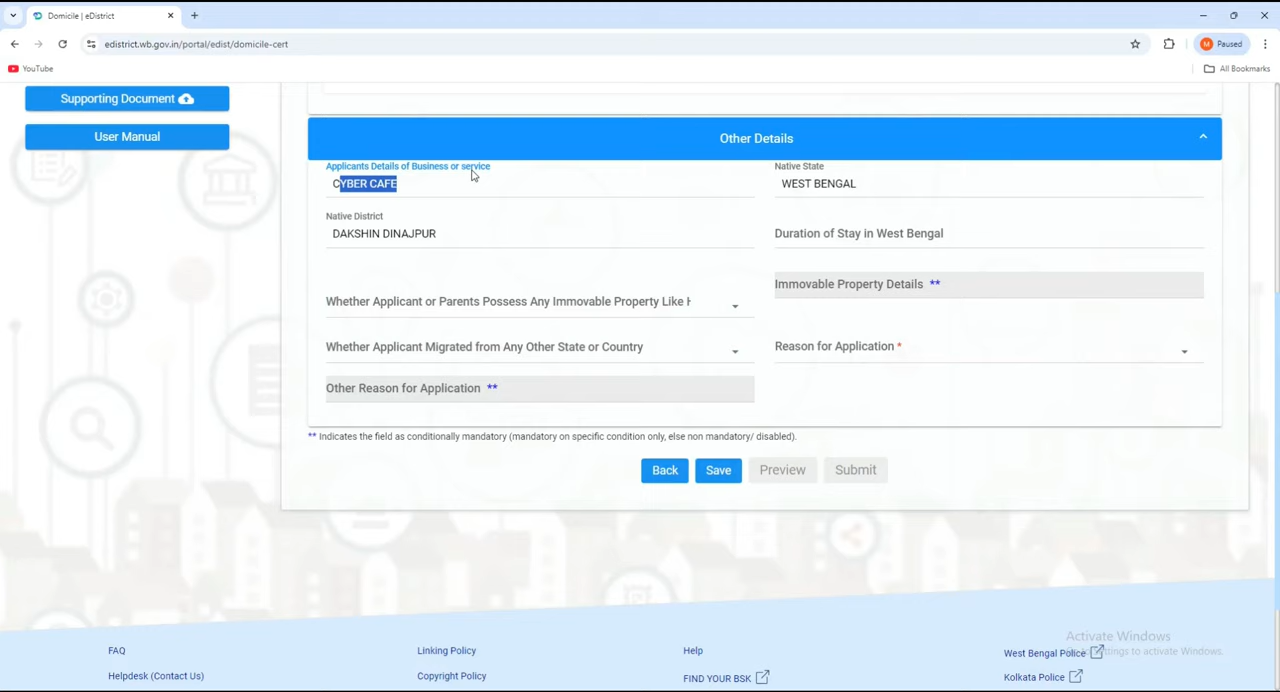 Domicile | eDistrict
edistrict.wb.gov.in/portal/edist/domicile-cert
M Paused
YouTube
All Bookmarks
Supporting Document
User Manual
Other Details
Applicants Details of Business or service
CYBER CAFE
Native State
WEST BENGAL
Native District
DAKSHIN DINAJPUR
Duration of Stay in West Bengal
Whether Applicant or Parents Possess Any Immovable Property Like
Immovable Property Details **
Whether Applicant Migrated from Any Other State or Country
Reason for Application *
Other Reason for Application **
** Indicates the field as conditionally mandatory (mandatory on specific condition only, else non mandatory/ disabled).
Back Save Preview Submit
Activate Windows
to activate Windows.
FAQ
Linking Policy
Help
West Bengal Police
Helpdesk (Contact Us)
Copyright Policy
FIND YOUR BSK
Kolkata Police